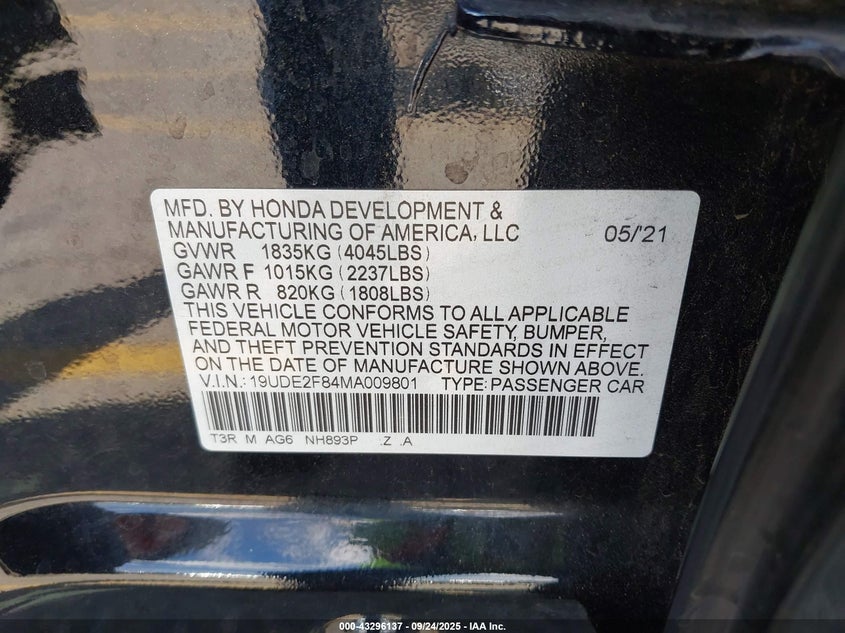 MFD. BY HONDA DEVELOPMENT &
MANUFACTURING OF AMERICA, LLC 05/'21
GVWR 1835KG (4045LBS)
GAWR F 1015KG (2237LBS)
GAWR R 820KG (1808LBS)
THIS VEHICLE CONFORMS TO ALL APPLICABLE
FEDERAL MOTOR VEHICLE SAFETY, BUMPER,
AND THEFT PREVENTION STANDARDS IN EFFECT
ON THE DATE OF MANUFACTURE SHOWN ABOVE.
V.I.N.: 19UDE2F84MA009801 TYPE: PASSENGER CAR
T3R M AG6 NH893P .Z .A
000-43296137 - 09/24/2025 - IAA Inc.